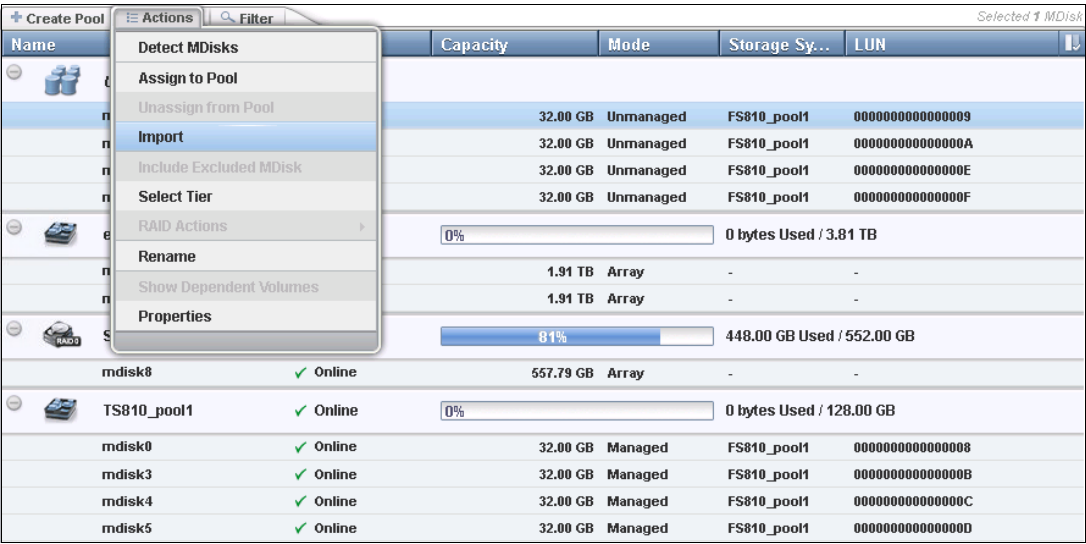 Create Pool Actions Filter Selected 1 MDisk
Name Capacity Mode Storage Sy... LUN
Detect MDisks
Assign to Pool
Unassign from Pool
32.00 GB Unmanaged FS810_pool1 0000000000000009
Import
32.00 GB Unmanaged FS810_pool1 000000000000000A
Include Excluded MDisk
32.00 GB Unmanaged FS810_pool1 000000000000000E
Select Tier
32.00 GB Unmanaged FS810_pool1 000000000000000F
RAID Actions
0% 0 bytes Used / 3.81 TB
Rename
1.91 TB Array - -
Show Dependent Volumes
1.91 TB Array - -
Properties
RAID 0 81% 448.00 GB Used / 552.00 GB
mdisk8 Online 557.79 GB Array - -
TS810_pool1 Online 0% 0 bytes Used / 128.00 GB
mdisk0 Online 32.00 GB Managed FS810_pool1 0000000000000008
mdisk3 Online 32.00 GB Managed FS810_pool1 000000000000000B
mdisk4 Online 32.00 GB Managed FS810_pool1 000000000000000C
mdisk5 Online 32.00 GB Managed FS810_pool1 000000000000000D